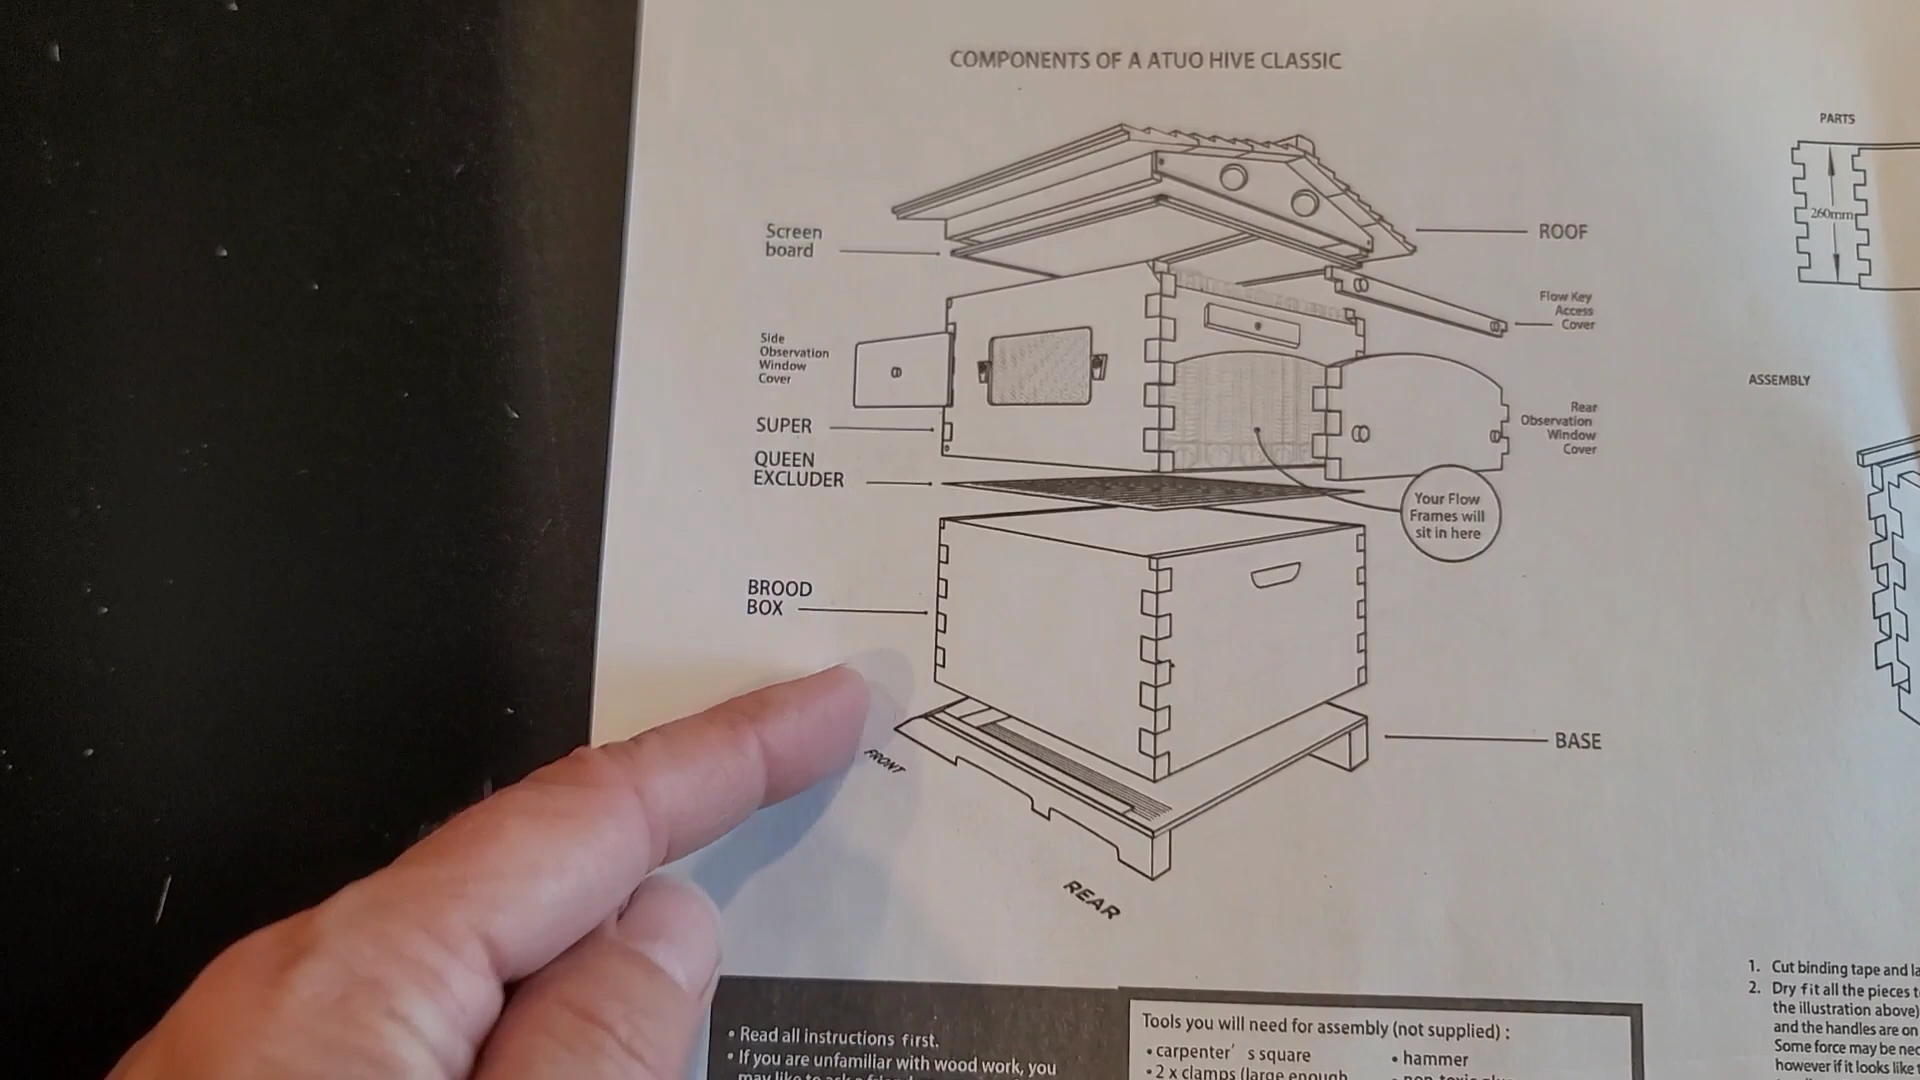 COMPONENTS OF A ATUO HIVE CLASSIC
Screen
board
ROOF
Flow Key
Access
Cover
Side
Observation
Window
Cover
SUPER
QUEEN
EXCLUDER
Rear
Observation
Window
Cover
Your Flow
Frames will
sit in here
BROOD
BOX
BASE
FRONT
REAR
• Read all instructions first.
• If you are unfamiliar with wood work, you
may like to ask a
Tools you will need for assembly (not supplied) :
• carpenter's square
• hammer
• 2 x clamps (large enough
PARTS
260mm
ASSEMBLY
1. Cut binding tape and
2. Dry fit all the pieces
the illustration above)
and the handles are on
Some force may be
however if it looks like